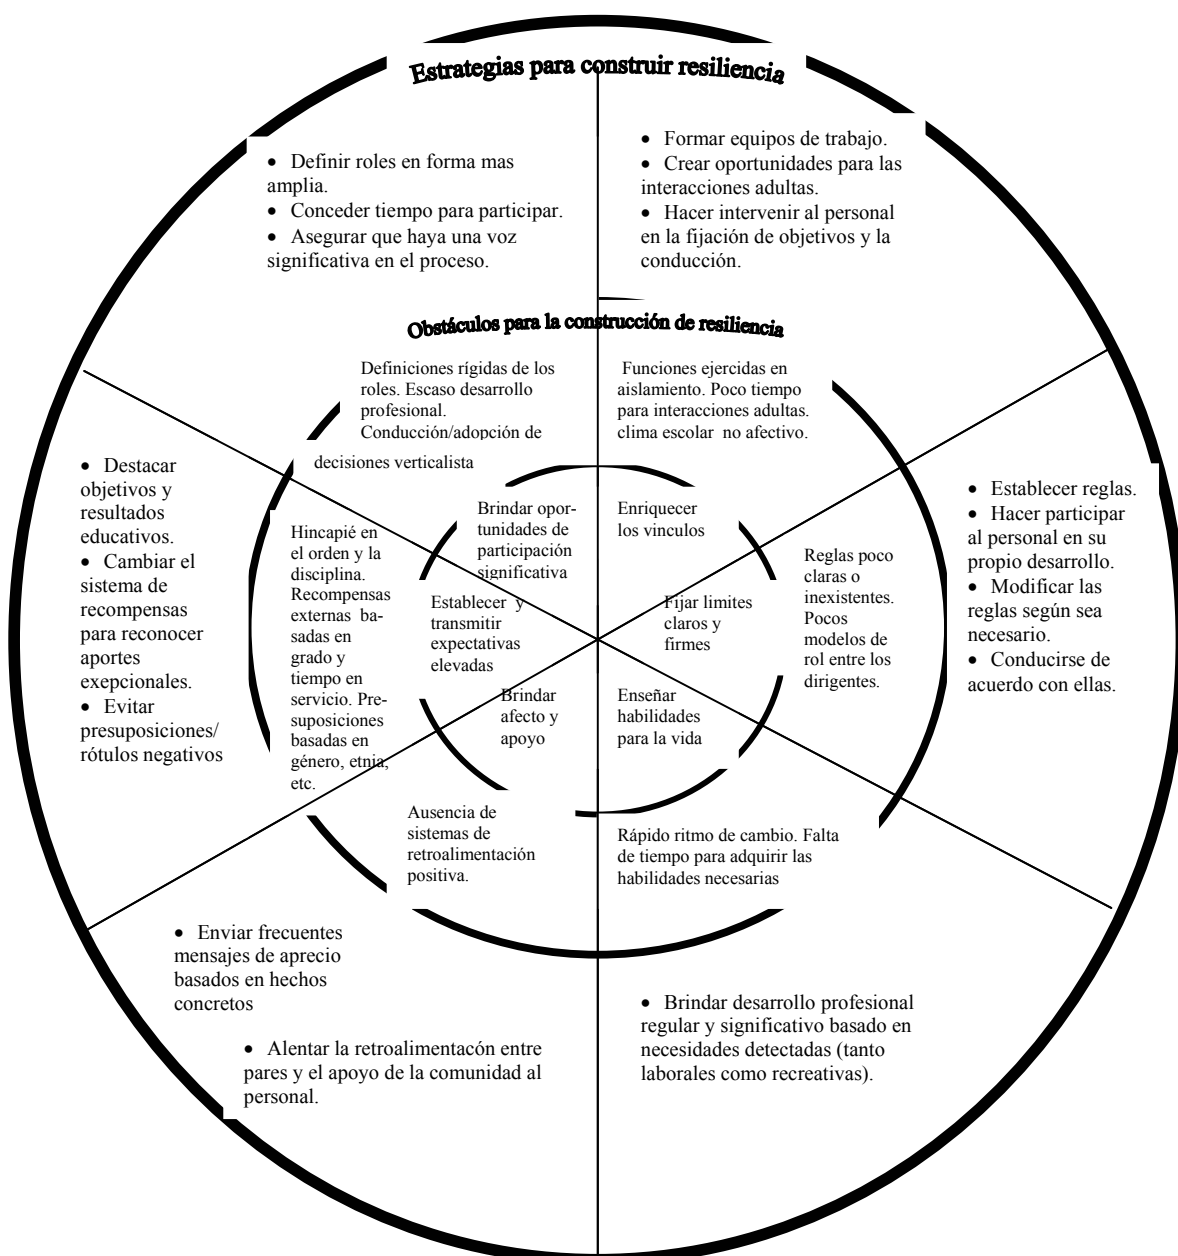 Estrategias para construir resiliencia
• Definir roles en forma mas
amplia.
• Conceder tiempo para participar.
• Asegurar que haya una voz
significativa en el proceso.
• Formar equipos de trabajo.
• Crear oportunidades para las
interacciones adultas.
• Hacer intervenir al personal
en la fijación de objetivos y la
conducción.
Obstáculos para la construcción de resiliencia
Definiciones rígidas de los
roles. Escaso desarrollo
profesional.
Conducción/adopción de
decisiones verticalista
Funciones ejercidas en
aislamiento. Poco tiempo
para interacciones adultas.
clima escolar no afectivo.
• Destacar
objetivos y
resultados
educativos.
• Cambiar el
sistema de
recompensas
para reconocer
aportes
exepcionales.
• Evitar
presuposiciones/
rótulos negativos
Hincapié en
el orden y la
disciplina.
Recompensas
externas ba-
sadas en
grado y
tiempo en
servicio. Pre-
suposiciones
basadas en
género, etnia,
etc.
Brindar opor-
tunidades de
participación
significativa
Enriquecer
los vinculos
Establecer y
transmitir
expectativas
elevadas
Fijar limites
claros y
firmes
Brindar
afecto y
apoyo
Enseñar
habilidades
para la vida
Reglas poco
claras o
inexistentes.
Pocos
modelos de
rol entre los
dirigentes.
• Establecer reglas.
• Hacer participar
al personal en su
propio desarrollo.
• Modificar las
reglas según sea
necesario.
• Conducirse de
acuerdo con ellas.
Ausencia de
sistemas de
retroalimentación
positiva.
Rápido ritmo de cambio. Falta
de tiempo para adquirir las
habilidades necesarias
• Enviar frecuentes
mensajes de aprecio
basados en hechos
concretos
• Alentar la retroalimentacón entre
pares y el apoyo de la comunidad al
personal.
• Brindar desarrollo profesional
regular y significativo basado en
necesidades detectadas (tanto
laborales como recreativas).